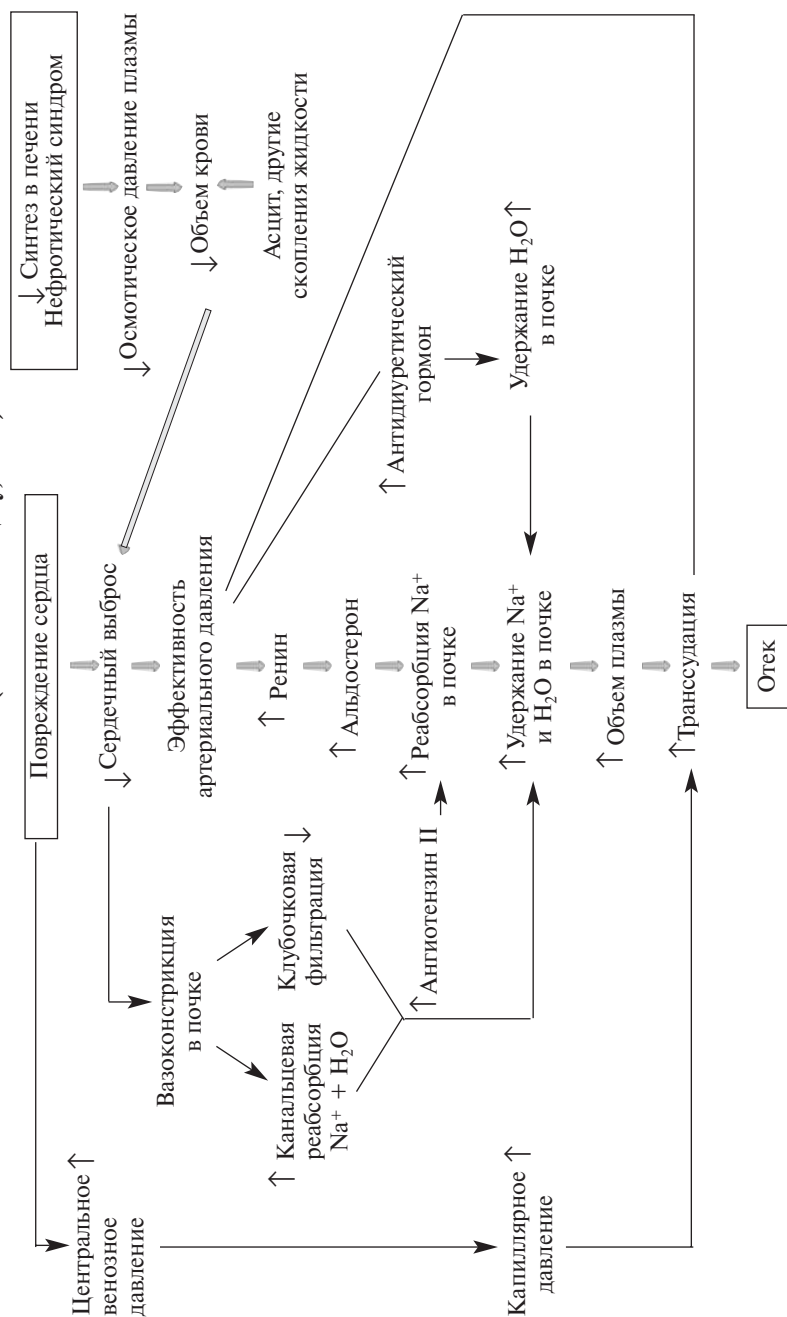 Повреждение сердца
↓ Синтез в печени
Нефротический синдром
Центральное ↑
венозное
давление
↓ Сердечный выброс
↓ Осмотическое давление плазмы
Вазоконстрикция
в почке
Эффективность
артериального давления
↓ Объем крови
↑ Канальцевая
реабсорбция
Na⁺ + H₂O
Клубочковая ↓
фильтрация
↑ Ренин
Асцит, другие
скопления жидкости
↑ Альдостерон
↑ Антидиуретический
гормон
↑ Ангиотензин II
↑ Реабсорбция Na⁺
в почке
Капиллярное ↑
давление
↑ Удержание Na⁺
и H₂O в почке
Удержание H₂O ↑
в почке
↑ Объем плазмы
↑ Транссудация
Отек